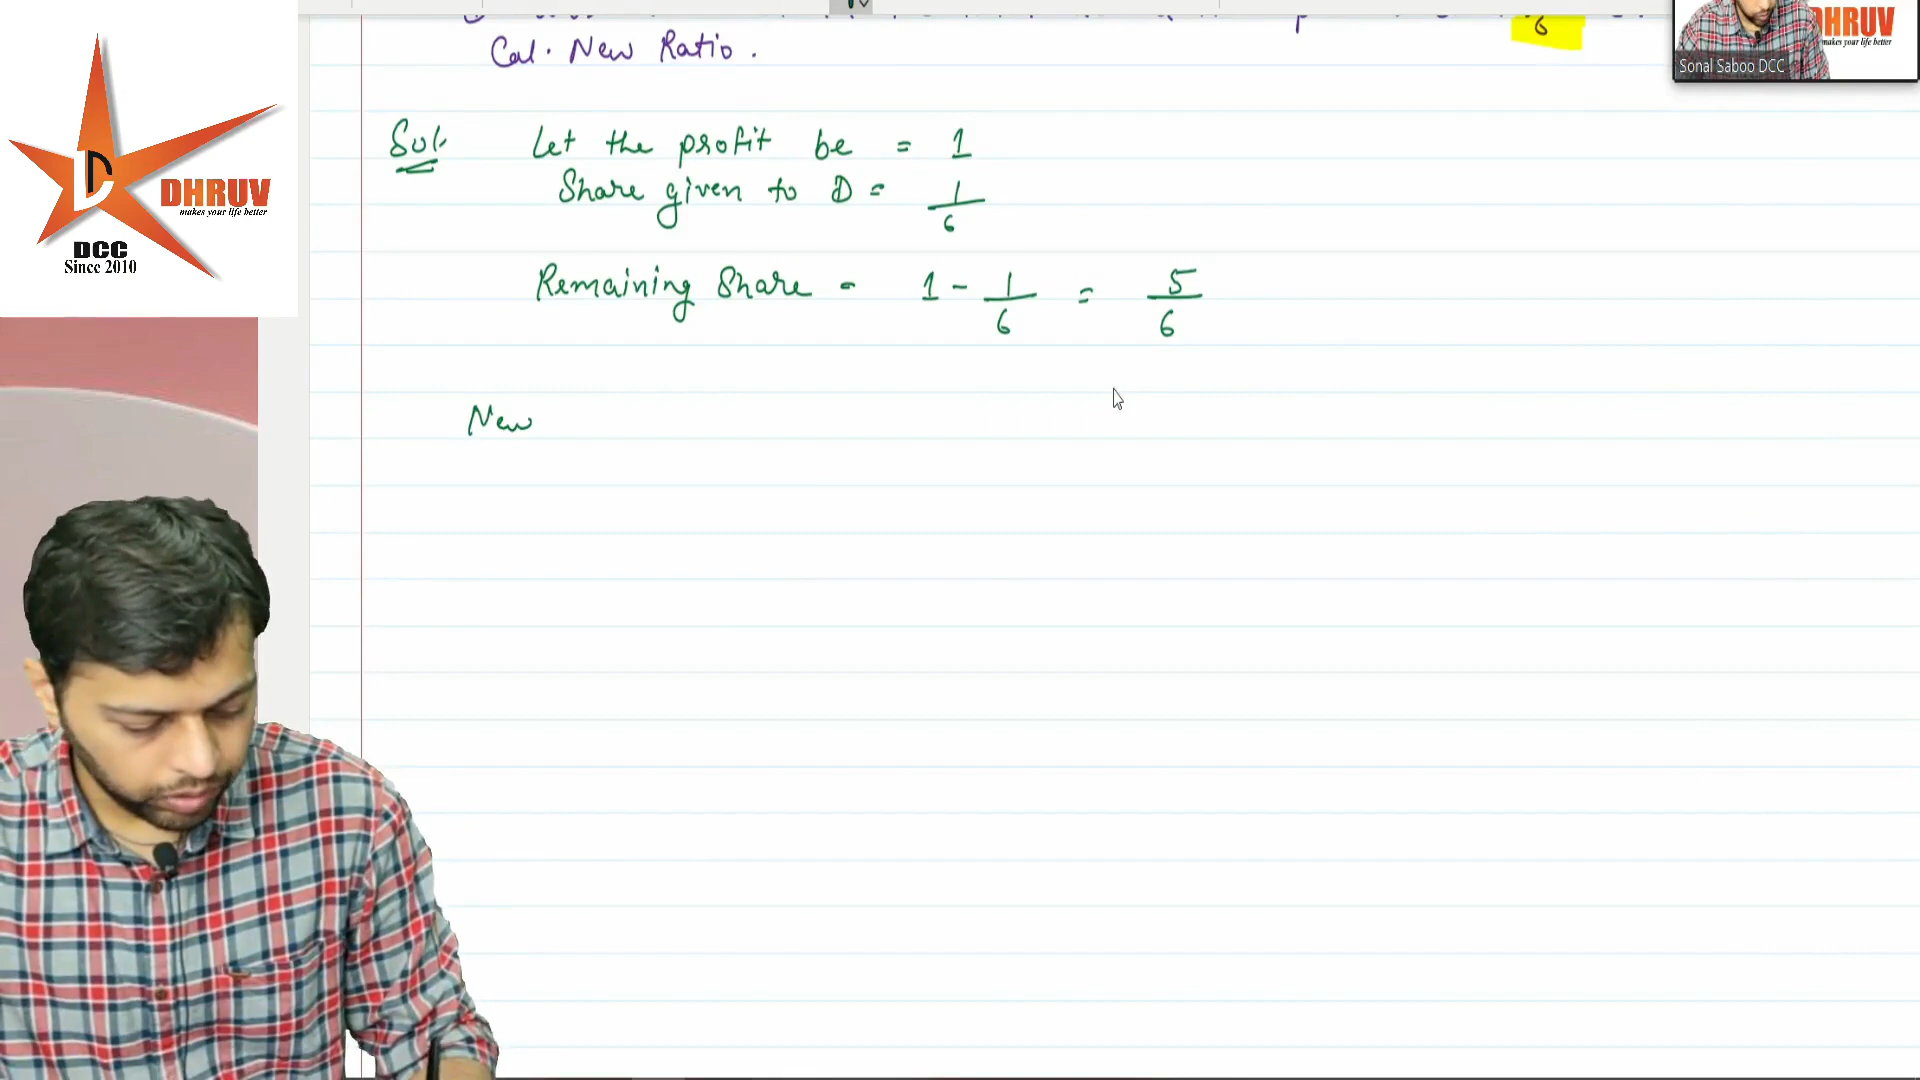 6
Cal. New Ratio.
Sol. Let the profit be = 1
Share given to D = 1/6
Remaining Share = 1 - 1/6 = 5/6
New
D
DHRUV
makes your life better
DCC
Since 2010
DHRUV
makes your life better
Sonal Saboo DCC